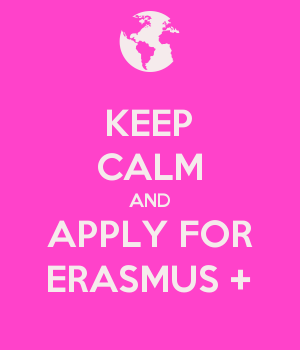 KEEP
CALM
AND
APPLY FOR
ERASMUS +